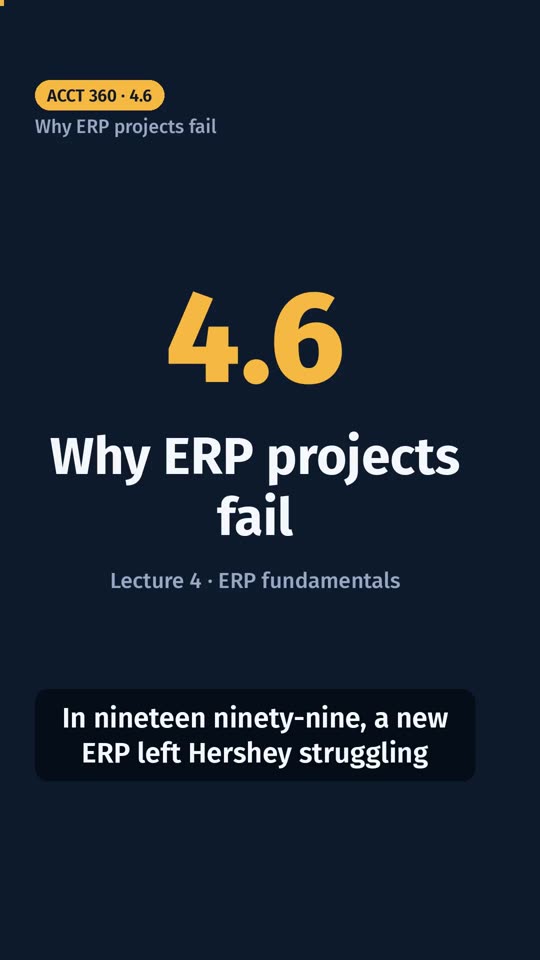 ACCT 360 · 4.6
Why ERP projects fail
4.6
Why ERP projects
fail
Lecture 4 · ERP fundamentals
In nineteen ninety-nine, a new
ERP left Hershey struggling